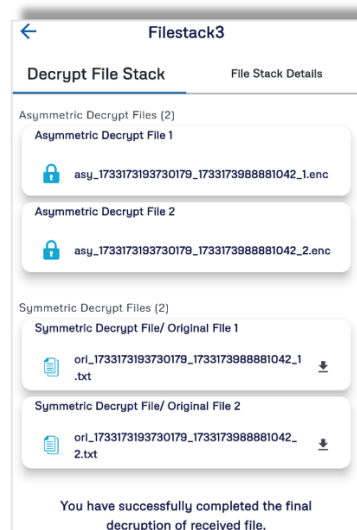 Filestack3
Decrypt File Stack
File Stack Details
Asymmetric Decrypt Files (2)
Asymmetric Decrypt File 1
asy_1733173193730179_1733173988881042_1.enc
Asymmetric Decrypt File 2
asy_1733173193730179_1733173988881042_2.enc
Symmetric Decrypt Files (2)
Symmetric Decrypt File/ Original File 1
ori_1733173193730179_1733173988881042_1
.txt
Symmetric Decrypt File/ Original File 2
ori_1733173193730179_1733173988881042_
2.txt
You have successfully completed the final
decryption of received file.